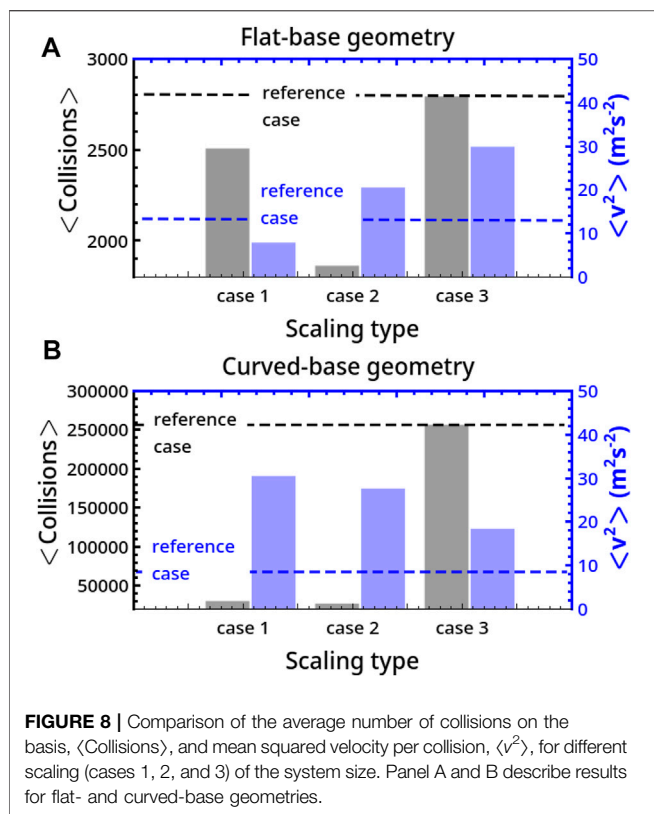 A
Flat-base geometry
3000
2500
2000
<Collisions>
reference
case
reference
case
50
40
30
20
10
0
<v²> (m²s⁻²)
case 1 case 2 case 3
Scaling type
B
Curved-base geometry
300000
250000
200000
150000
100000
50000
<Collisions>
reference
case
reference
case
50
40
30
20
10
0
<v²> (m²s⁻²)
case 1 case 2 case 3
Scaling type
FIGURE 8 | Comparison of the average number of collisions on the
basis, ⟨Collisions⟩, and mean squared velocity per collision, ⟨v²⟩, for different
scaling (cases 1, 2, and 3) of the system size. Panel A and B describe results
for flat- and curved-base geometries.